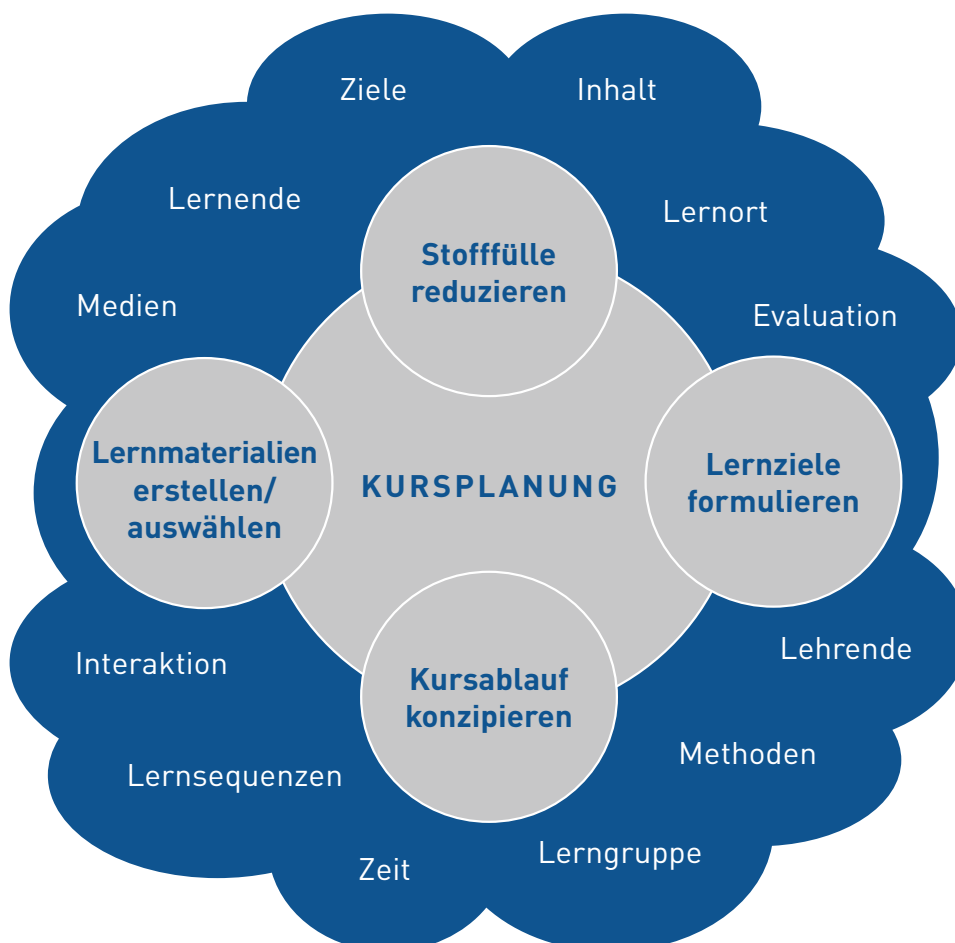 Ziele
Inhalt
Lernende
Lernort
Stofffülle
reduzieren
Medien
Evaluation
Lernmaterialien
erstellen/
auswählen
KURSPLANUNG
Lernziele
formulieren
Interaktion
Lehrende
Kursablauf
konzipieren
Methoden
Lernsequenzen
Lerngruppe
Zeit